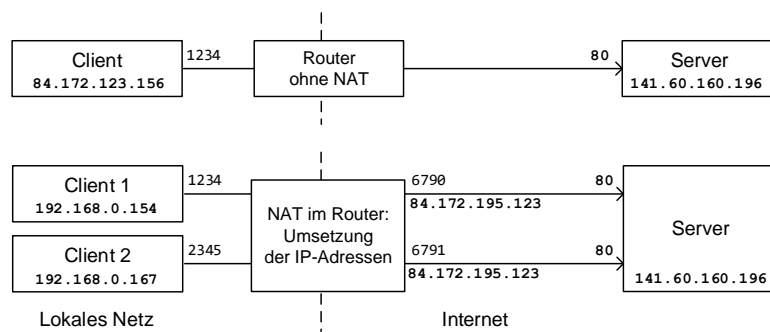 Client
84.172.123.156
1234
Router
ohne NAT
80
Server
141.60.160.196
Client 1
192.168.0.154
1234
Client 2
192.168.0.167
2345
NAT im Router:
Umsetzung
der IP-Adressen
6790
84.172.195.123
80
6791
84.172.195.123
80
Server
141.60.160.196
Lokales Netz
Internet